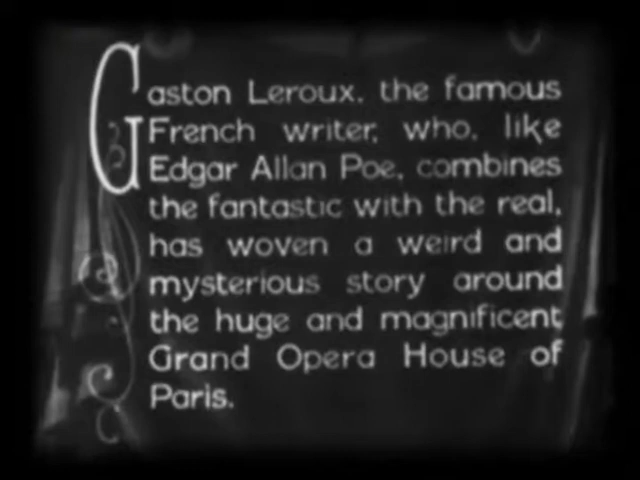 Gaston Leroux, the famous
French writer, who, like
Edgar Allan Poe, combines
the fantastic with the real,
has woven a weird and
mysterious story around
the huge and magnificent
Grand Opera House of
Paris.